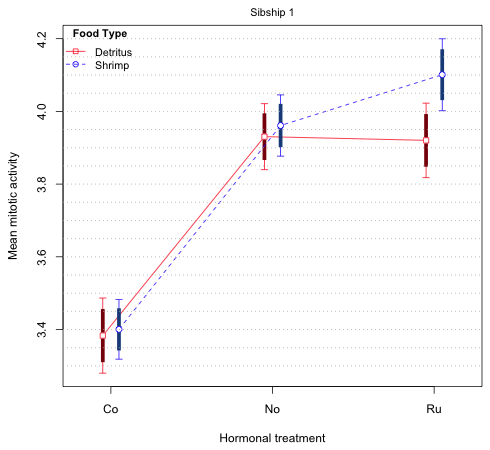 Sibship 1
Food Type
Detritus
Shrimp
4.2
4.0
3.8
3.6
3.4
Mean mitotic activity
Co No Ru
Hormonal treatment